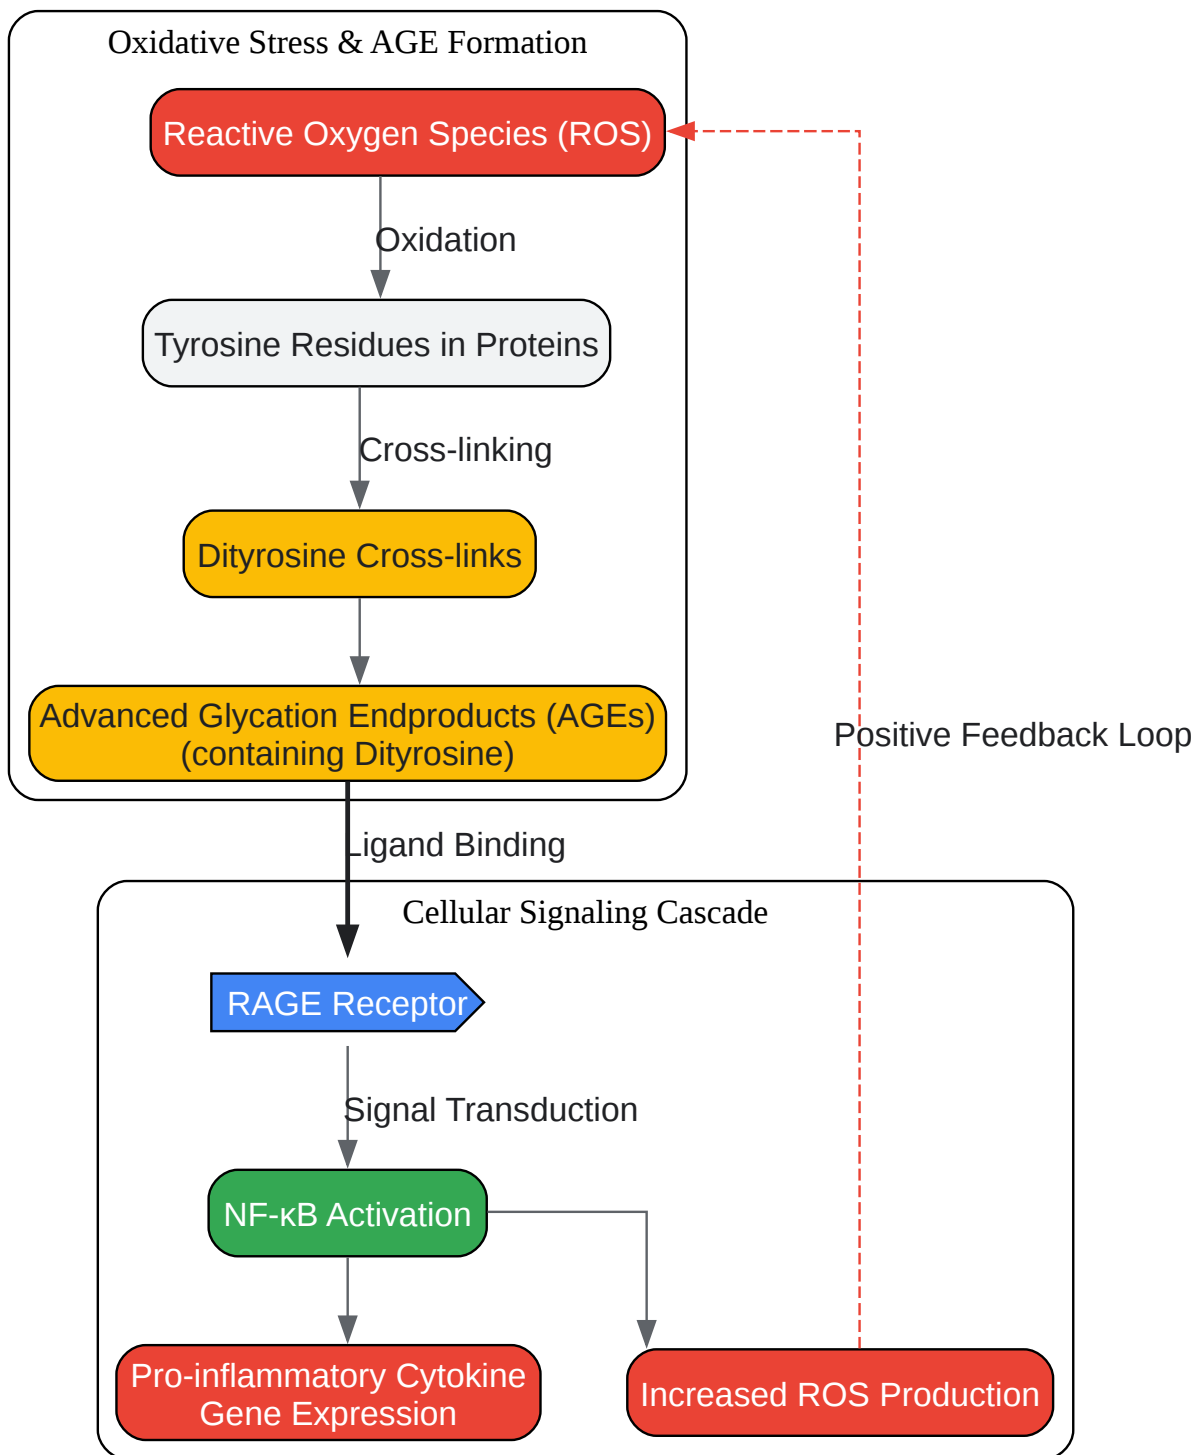 Oxidative Stress & AGE Formation
Reactive Oxygen Species (ROS)
Oxidation
Tyrosine Residues in Proteins
Cross-linking
Dityrosine Cross-links
Advanced Glycation Endproducts (AGEs)
(containing Dityrosine)
Positive Feedback Loop
Ligand Binding
Cellular Signaling Cascade
RAGE Receptor
Signal Transduction
NF-κB Activation
Pro-inflammatory Cytokine
Gene Expression
Increased ROS Production